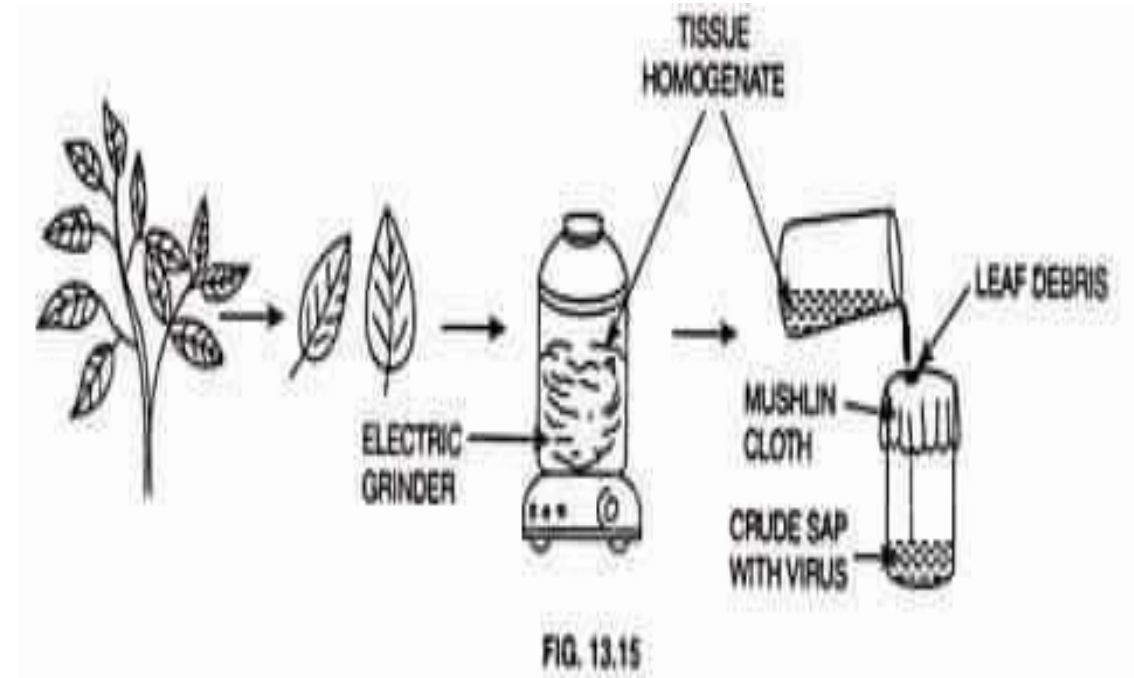 TISSUE
HOMOGENATE
LEAF DEBRIS
MUSHLIN
CLOTH
ELECTRIC
GRINDER
CRUDE SAP
WITH VIRUS
FIG. 13.15